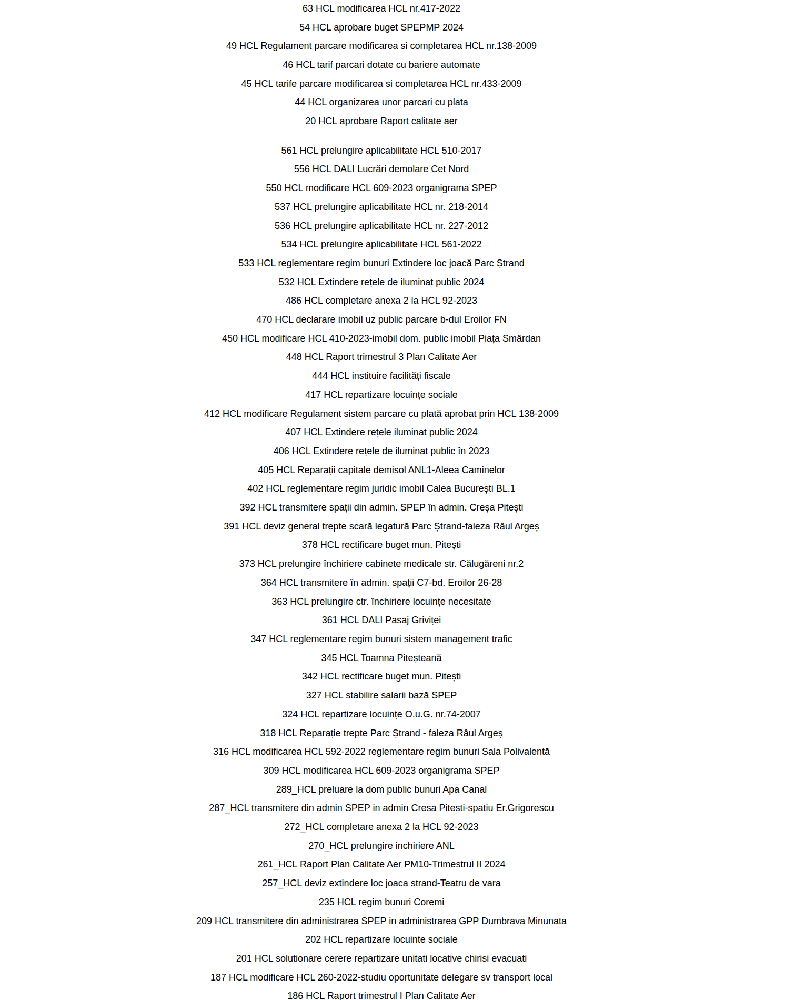 63 HCL modificarea HCL nr.417-2022
54 HCL aprobare buget SPEPMP 2024
49 HCL Regulament parcare modificarea si completarea HCL nr.138-2009
46 HCL tarif parcari dotate cu bariere automate
45 HCL tarife parcare modificarea si completarea HCL nr.433-2009
44 HCL organizarea unor parcari cu plata
20 HCL aprobare Raport calitate aer
561 HCL prelungire aplicabilitate HCL 510-2017
556 HCL DALI Lucrări demolare Cet Nord
550 HCL modificare HCL 609-2023 organigrama SPEP
537 HCL prelungire aplicabilitate HCL nr. 218-2014
536 HCL prelungire aplicabilitate HCL nr. 227-2012
534 HCL prelungire aplicabilitate HCL 561-2022
533 HCL reglementare regim bunuri Extindere loc joacă Parc Ștrand
532 HCL Extindere rețele de iluminat public 2024
486 HCL completare anexa 2 la HCL 92-2023
470 HCL declarare imobil uz public parcare b-dul Eroilor FN
450 HCL modificare HCL 410-2023-imobil dom. public imobil Piața Smârdan
448 HCL Raport trimestrul 3 Plan Calitate Aer
444 HCL instituire facilități fiscale
417 HCL repartizare locuințe sociale
412 HCL modificare Regulament sistem parcare cu plată aprobat prin HCL 138-2009
407 HCL Extindere rețele iluminat public 2024
406 HCL Extindere rețele de iluminat public în 2023
405 HCL Reparații capitale demisol ANL1-Aleea Caminelor
402 HCL reglementare regim juridic imobil Calea București BL.1
392 HCL transmitere spații din admin. SPEP în admin. Creșa Pitești
391 HCL deviz general trepte scară legatură Parc Ștrand-faleza Râul Argeș
378 HCL rectificare buget mun. Pitești
373 HCL prelungire închiriere cabinete medicale str. Călugăreni nr.2
364 HCL transmitere în admin. spații C7-bd. Eroilor 26-28
363 HCL prelungire ctr. închiriere locuințe necesitate
361 HCL DALI Pasaj Griviței
347 HCL reglementare regim bunuri sistem management trafic
345 HCL Toamna Piteșteană
342 HCL rectificare buget mun. Pitești
327 HCL stabilire salarii bază SPEP
324 HCL repartizare locuințe O.u.G. nr.74-2007
318 HCL Reparație trepte Parc Ștrand - faleza Râul Argeș
316 HCL modificarea HCL 592-2022 reglementare regim bunuri Sala Polivalentă
309 HCL modificarea HCL 609-2023 organigrama SPEP
289_HCL preluare la dom public bunuri Apa Canal
287_HCL transmitere din admin SPEP in admin Cresa Pitesti-spatiu Er.Grigorescu
272_HCL completare anexa 2 la HCL 92-2023
270_HCL prelungire inchiriere ANL
261_HCL Raport Plan Calitate Aer PM10-Trimestrul II 2024
257_HCL deviz extindere loc joaca strand-Teatru de vara
235 HCL regim bunuri Coremi
209 HCL transmitere din administrarea SPEP in administrarea GPP Dumbrava Minunata
202 HCL repartizare locuinte sociale
201 HCL solutionare cerere repartizare unitati locative chirisi evacuati
187 HCL modificare HCL 260-2022-studiu oportunitate delegare sv transport local
186 HCL Raport trimestrul I Plan Calitate Aer